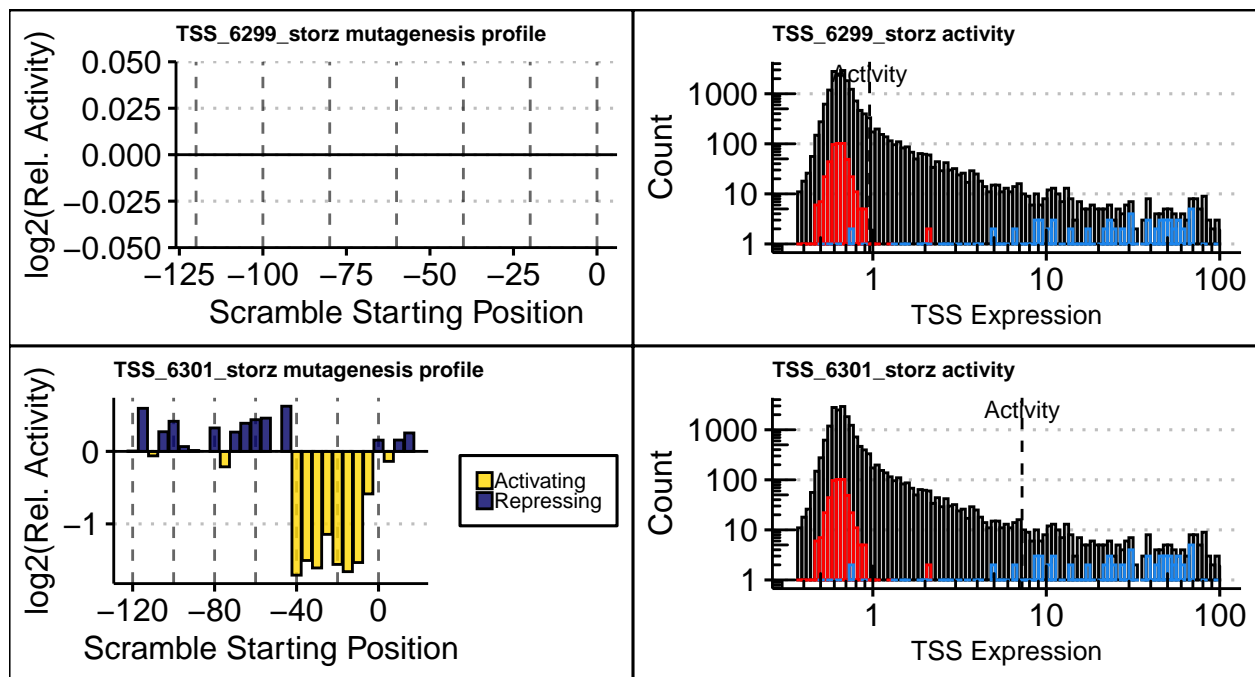 TSS_6299_storz mutagenesis profile
log2(Rel. Activity)
0.050
0.025
0.000
−0.025
−0.050
−125 −100 −75 −50 −25 0
Scramble Starting Position
TSS_6299_storz activity
Activity
Count
1000
100
10
1
1 10 100
TSS Expression
TSS_6301_storz mutagenesis profile
log2(Rel. Activity)
0
−1
−120 −80 −40 0
Scramble Starting Position
Activating
Repressing
TSS_6301_storz activity
Activity
Count
1000
100
10
1
1 10 100
TSS Expression